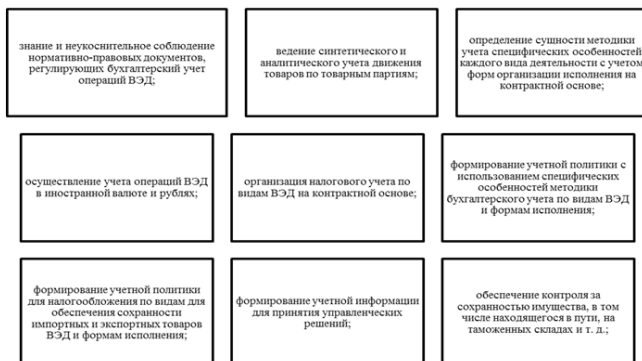 знание и неукоснительное соблюдение
нормативно-правовых документов,
регулирующих бухгалтерский учет
операций ВЭД;
ведение синтетического и
аналитического учета движения
товаров по товарным партиям;
определение сущности методики
учета специфических особенностей
каждого вида деятельности с учетом
форм организации исполнения на
контрактной основе;
осуществление учета операций ВЭД
в иностранной валюте и рублях;
организация налогового учета по
видам ВЭД на контрактной основе;
формирование учетной политики с
использованием специфических
особенностей методики
бухгалтерского учета по видам ВЭД
и формам исполнения;
формирование учетной политики
для налогообложения по видам для
обеспечения сохранности
импортных и экспортных товаров
ВЭД и формам исполнения;
формирование учетной информации
для принятия управленческих
решений;
обеспечение контроля за
сохранностью имущества, в том
числе находящегося в пути, на
таможенных складах и т. д.;